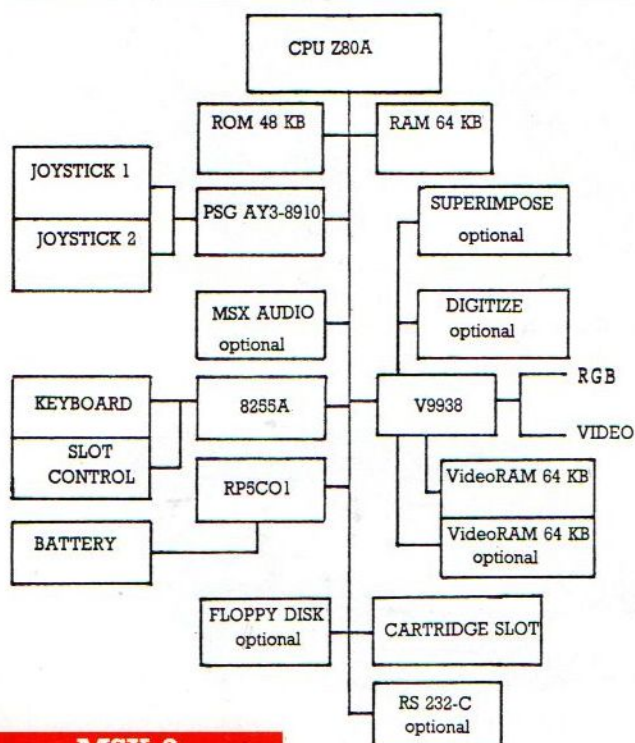 CPU Z80A
ROM 48 KB
RAM 64 KB
JOYSTICK 1
JOYSTICK 2
PSG AY3-8910
SUPERIMPOSE
optional
MSX AUDIO
optional
DIGITIZE
optional
KEYBOARD
SLOT
CONTROL
8255A
V9938
RGB
VIDEO
RP5CO1
VideoRAM 64 KB
VideoRAM 64 KB
optional
BATTERY
FLOPPY DISK
optional
CARTRIDGE SLOT
RS 232-C
optional